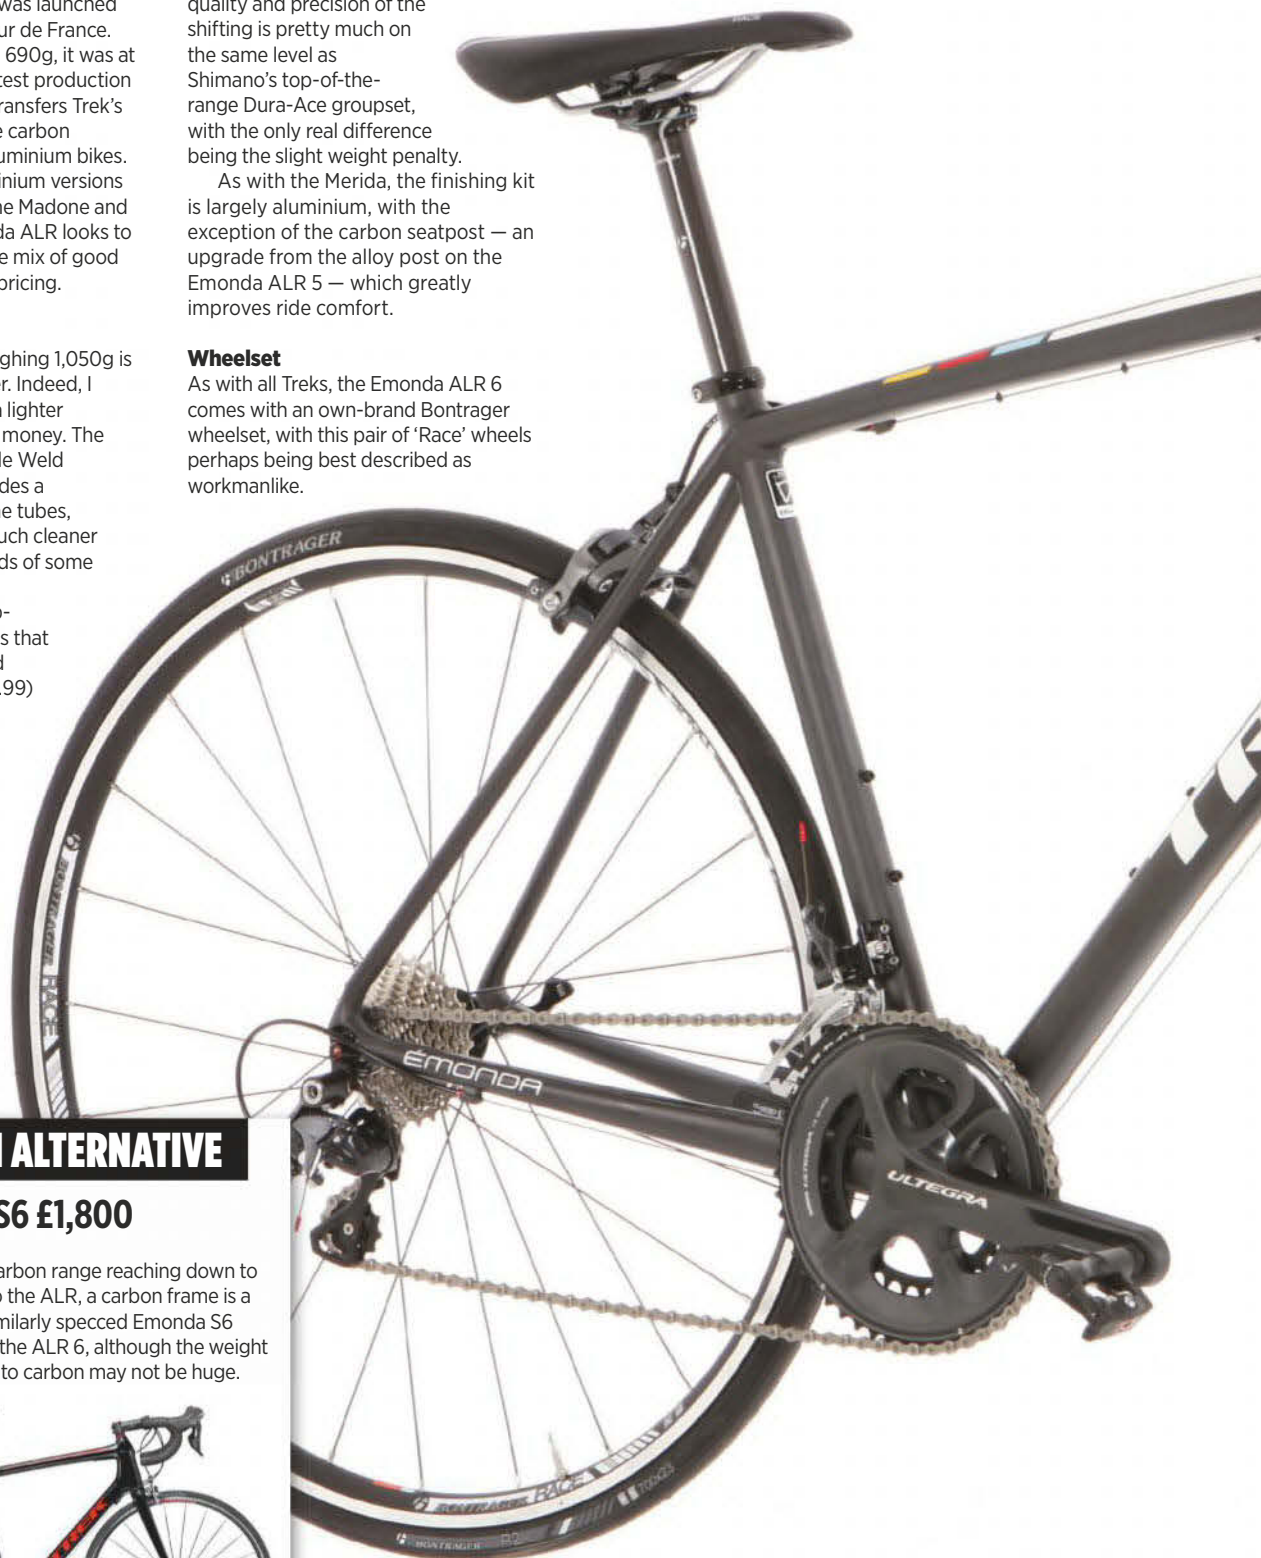 was launched
ur de France.
690g, it was at
test production
ransfers Trek's
e carbon
uminium bikes.
inium versions
ne Madone and
da ALR looks to
e mix of good
pricing.
ghing 1,050g is
er. Indeed, I
n lighter
money. The
le Weld
des a
e tubes,
uch cleaner
ds of some
o-
s that
d
.99)
quality and precision of the
shifting is pretty much on
the same level as
Shimano's top-of-the-
range Dura-Ace groupset,
with the only real difference
being the slight weight penalty.
As with the Merida, the finishing kit
is largely aluminium, with the
exception of the carbon seatpost — an
upgrade from the alloy post on the
Emonda ALR 5 — which greatly
improves ride comfort.
Wheelset
As with all Treks, the Emonda ALR 6
comes with an own-brand Bontrager
wheelset, with this pair of ‘Race’ wheels
perhaps being best described as
workmanlike.
BONTRAGER
BONTRAGER RACE
ÉMONDA
ULTEGRA
BONTRAGER RACE
BONTRAGER R2
ALTERNATIVE
S6 £1,800
arbon range reaching down to
o the ALR, a carbon frame is a
milarly specced Emonda S6
the ALR 6, although the weight
to carbon may not be huge.
TREK